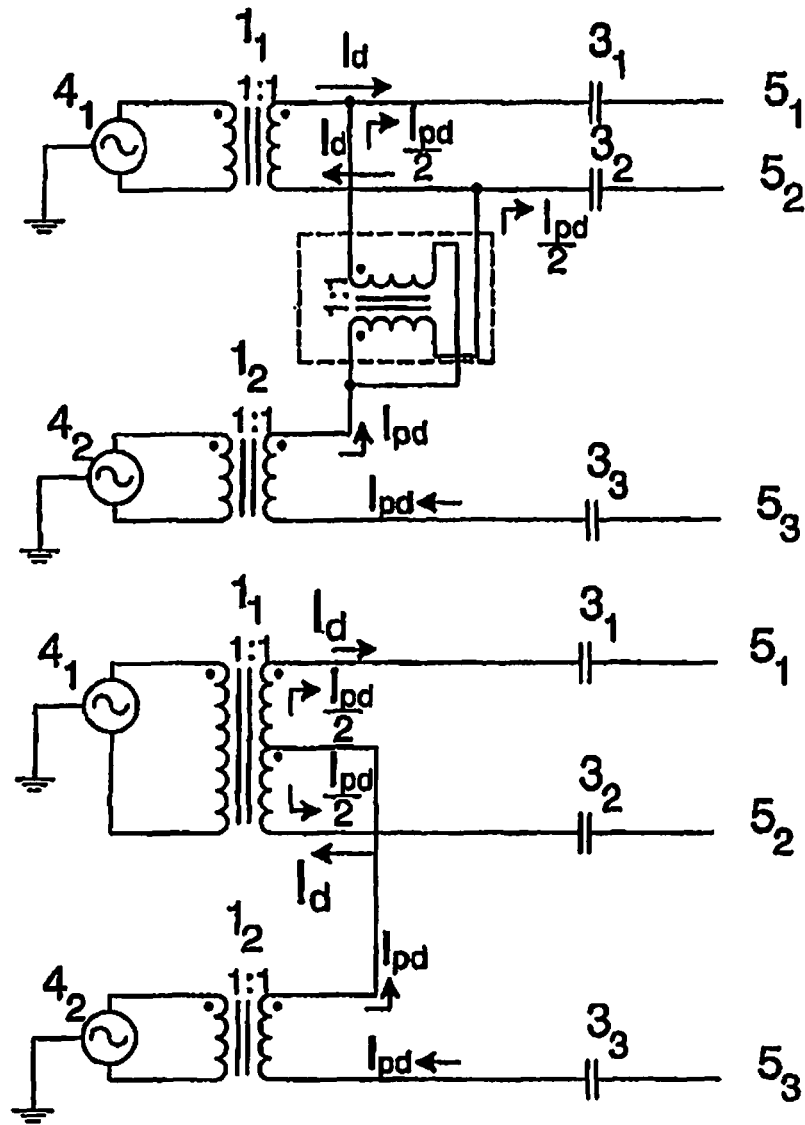 1₁
I_d
3₁
5₁
4₁
1:1
I_d
I_pd/2
3₂
5₂
I_pd/2
1:1
1₂
4₂
1:1
I_pd
I_pd
3₃
5₃
1₁
I_d
3₁
5₁
4₁
1:1
I_pd/2
I_pd/2
3₂
5₂
I_d
1₂
I_pd
4₂
1:1
I_pd
3₃
5₃